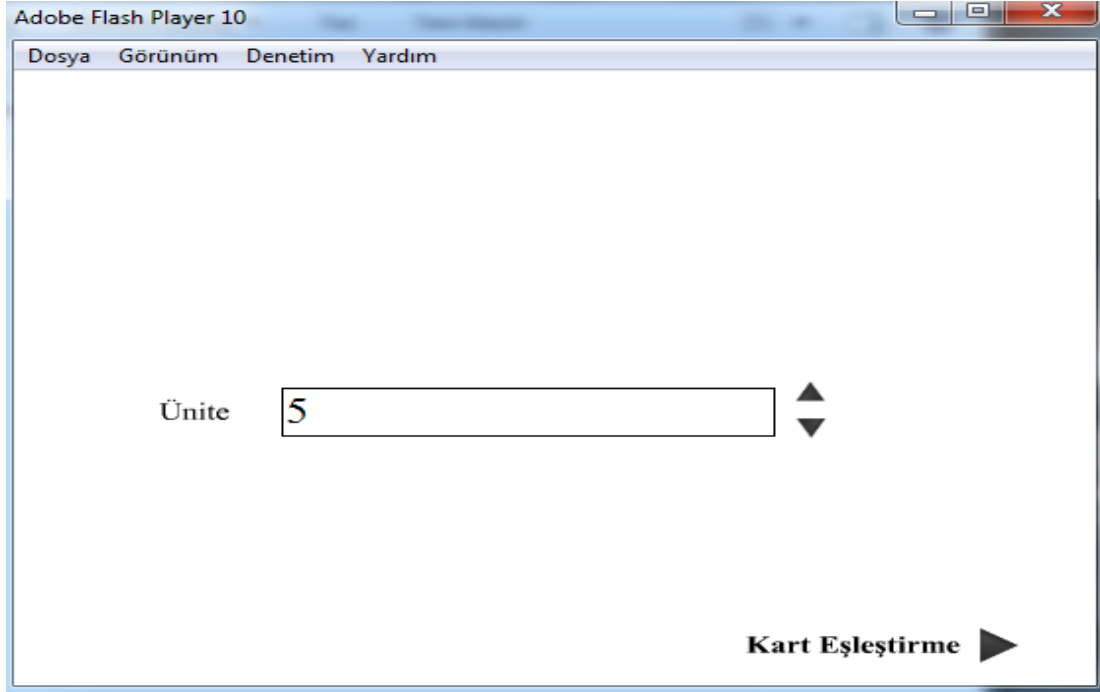 Adobe Flash Player 10
Dosya Görünüm Denetim Yardım
Ünite 5
Kart Eşleştirme